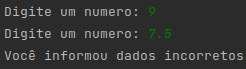 Digite um numero: 9
Digite um numero: 7.5
Você informou dados incorretos